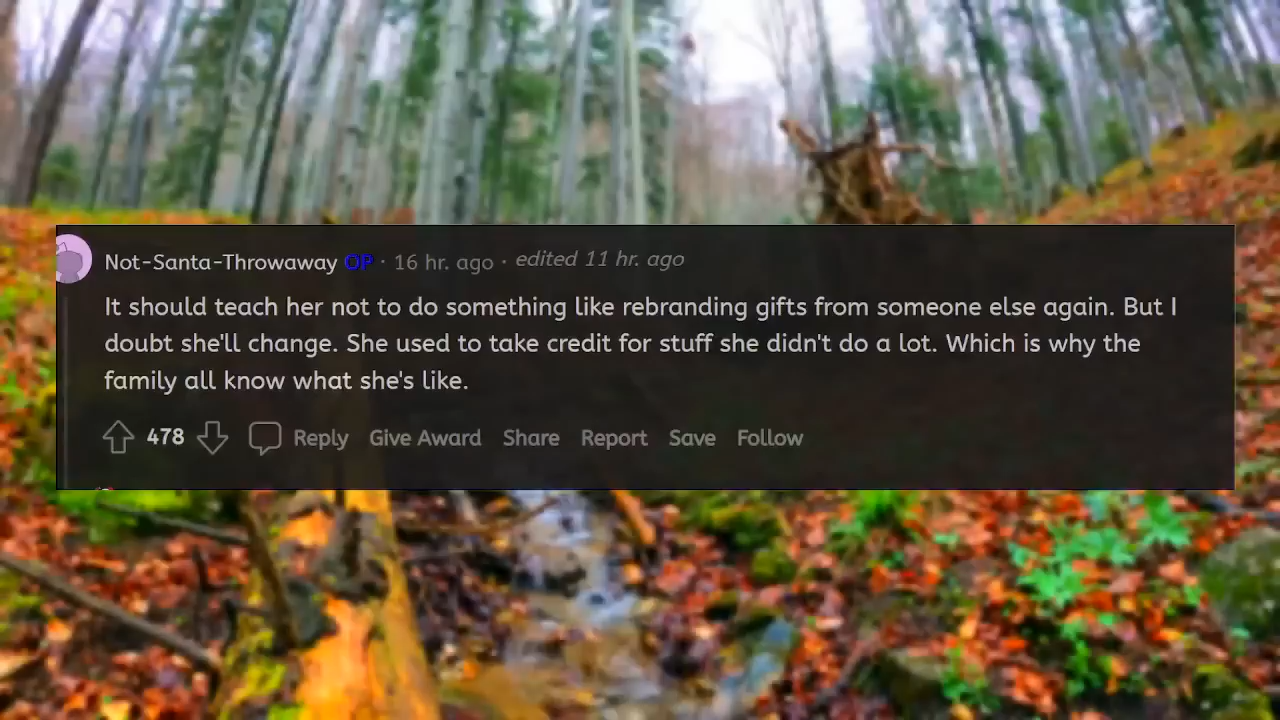 Not-Santa-Throwaway OP · 16 hr. ago · edited 11 hr. ago
It should teach her not to do something like rebranding gifts from someone else again. But I
doubt she'll change. She used to take credit for stuff she didn't do a lot. Which is why the
family all know what she's like.
478 Reply Give Award Share Report Save Follow